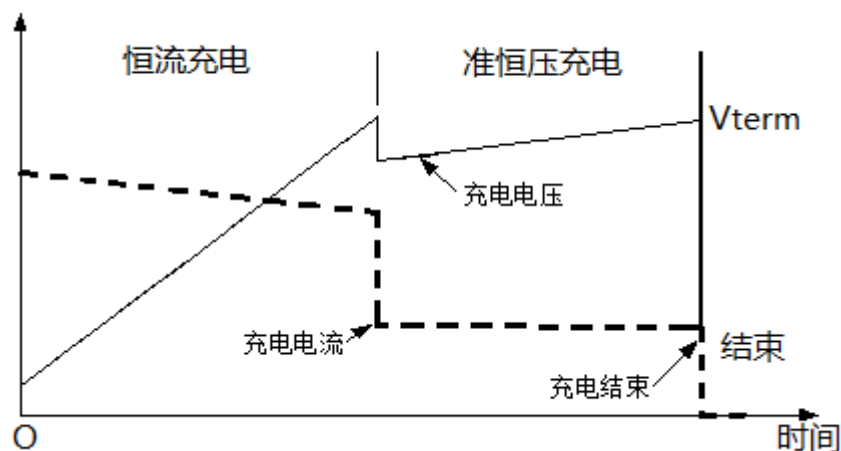 恒流充电
准恒压充电
Vterm
充电电压
充电电流
结束
充电结束
O
时间